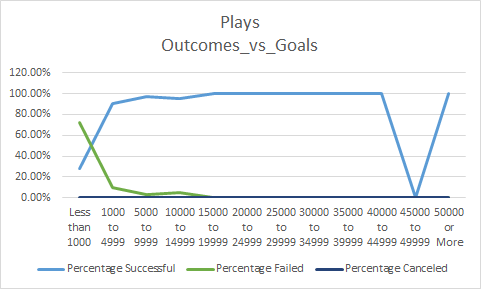 Plays
Outcomes_vs_Goals
120.00%
100.00%
80.00%
60.00%
40.00%
20.00%
0.00%
Less than 1000
1000 to 4999
5000 to 9999
10000 to 14999
15000 to 19999
20000 to 24999
25000 to 29999
30000 to 34999
35000 to 39999
40000 to 44999
45000 to 49999
50000 or More
Percentage Successful
Percentage Failed
Percentage Canceled